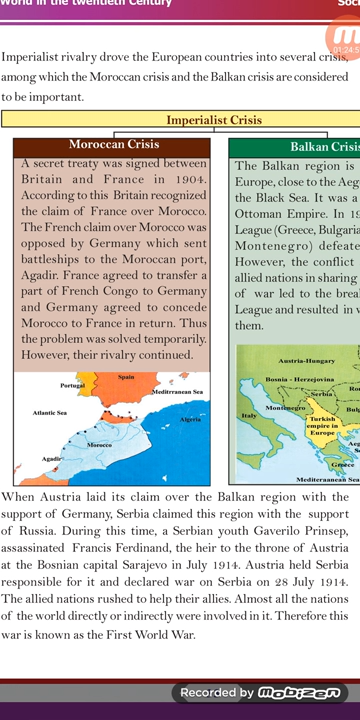 World in the Twentieth Century
Soci
01:24:5
Imperialist rivalry drove the European countries into several crisis,
among which the Moroccan crisis and the Balkan crisis are considered
to be important.
Imperialist Crisis
Moroccan Crisis
A secret treaty was signed between
Britain and France in 1904.
According to this Britain recognized
the claim of France over Morocco.
The French claim over Morocco was
opposed by Germany which sent
battleships to the Moroccan port,
Agadir. France agreed to transfer a
part of French Congo to Germany
and Germany agreed to concede
Morocco to France in return. Thus
the problem was solved temporarily.
However, their rivalry continued.
Spain
Portugal
Meditrranean Sea
Atlantic Sea
Algeria
Morocco
Agadir
Balkan Crisis
The Balkan region is
Europe, close to the Aeg
the Black Sea. It was a
Ottoman Empire. In 19
League (Greece, Bulgaria
Montenegro) defeate
However, the conflict
allied nations in sharing
of war led to the brea
League and resulted in w
them.
Austria-Hungary
Bosnia - Herzejovina
Ro
Serbia
Montenegro
Bulg
Italy
Turkish
empire in
Europe
Aeg
Se
Greece
Mediteraanean Sea
When Austria laid its claim over the Balkan region with the
support of Germany, Serbia claimed this region with the support
of Russia. During this time, a Serbian youth Gaverilo Prinsep,
assassinated Francis Ferdinand, the heir to the throne of Austria
at the Bosnian capital Sarajevo in July 1914. Austria held Serbia
responsible for it and declared war on Serbia on 28 July 1914.
The allied nations rushed to help their allies. Almost all the nations
of the world directly or indirectly were involved in it. Therefore this
war is known as the First World War.
Recorded by Mobizen